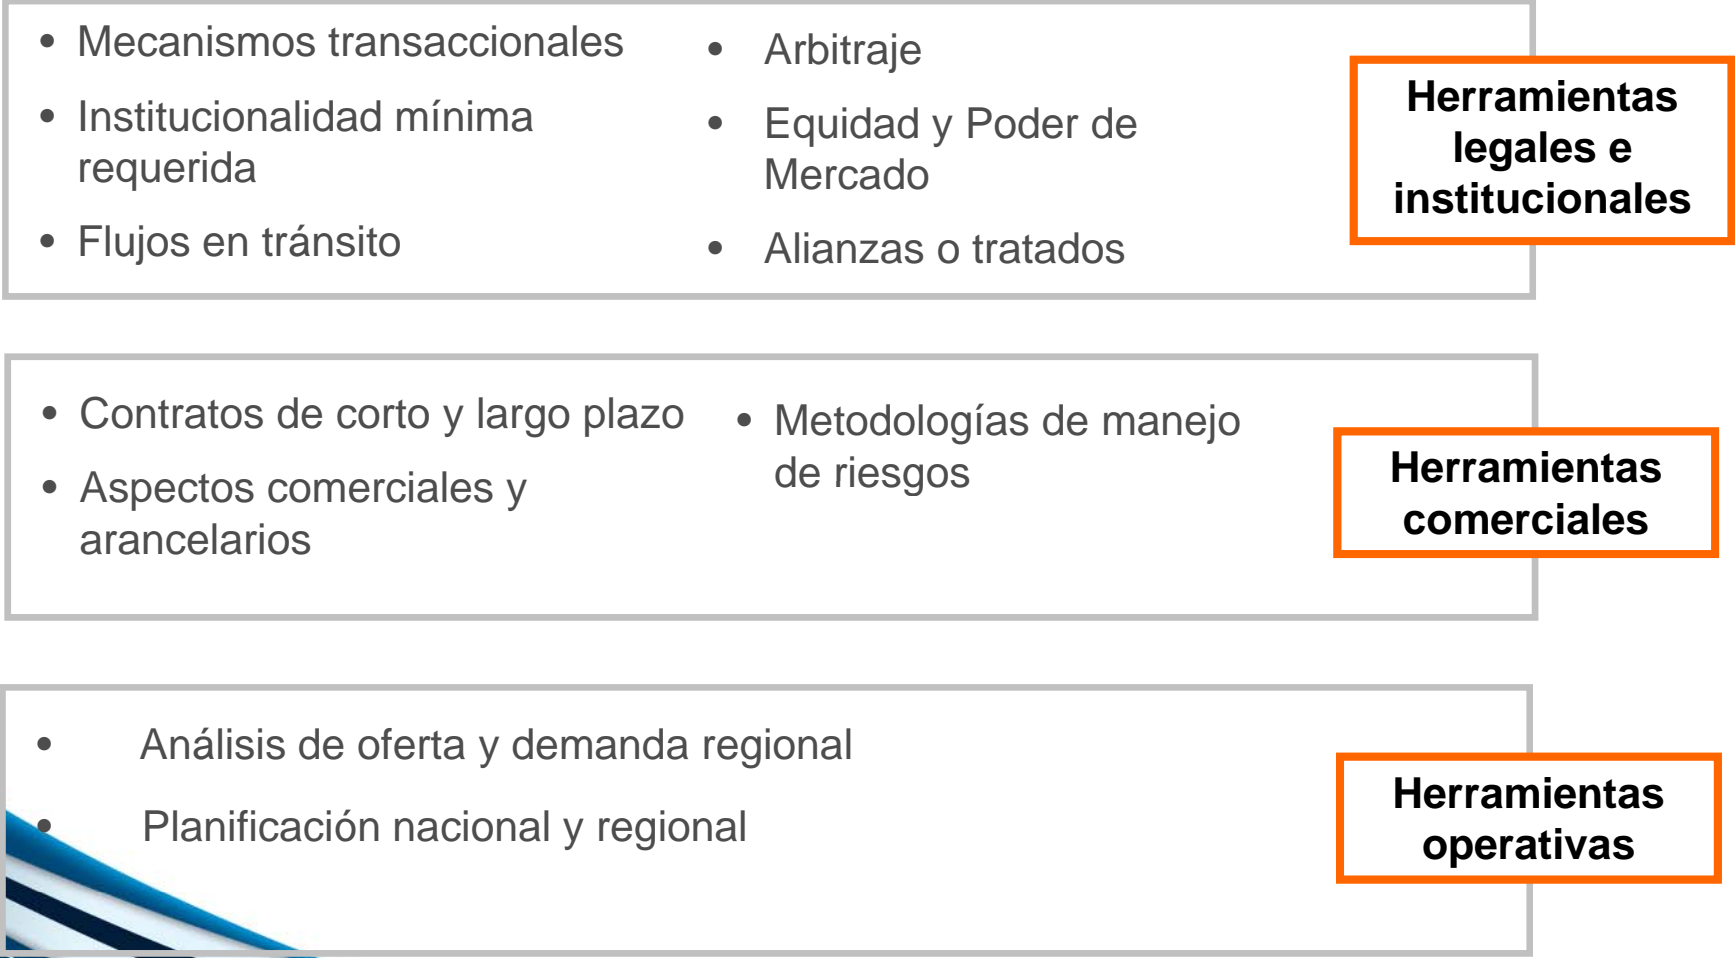 • Mecanismos transaccionales
• Institucionalidad mínima
requerida
• Flujos en tránsito
• Arbitraje
• Equidad y Poder de
Mercado
• Alianzas o tratados
Herramientas
legales e
institucionales
• Contratos de corto y largo plazo
• Aspectos comerciales y
arancelarios
• Metodologías de manejo
de riesgos
Herramientas
comerciales
• Análisis de oferta y demanda regional
• Planificación nacional y regional
Herramientas
operativas